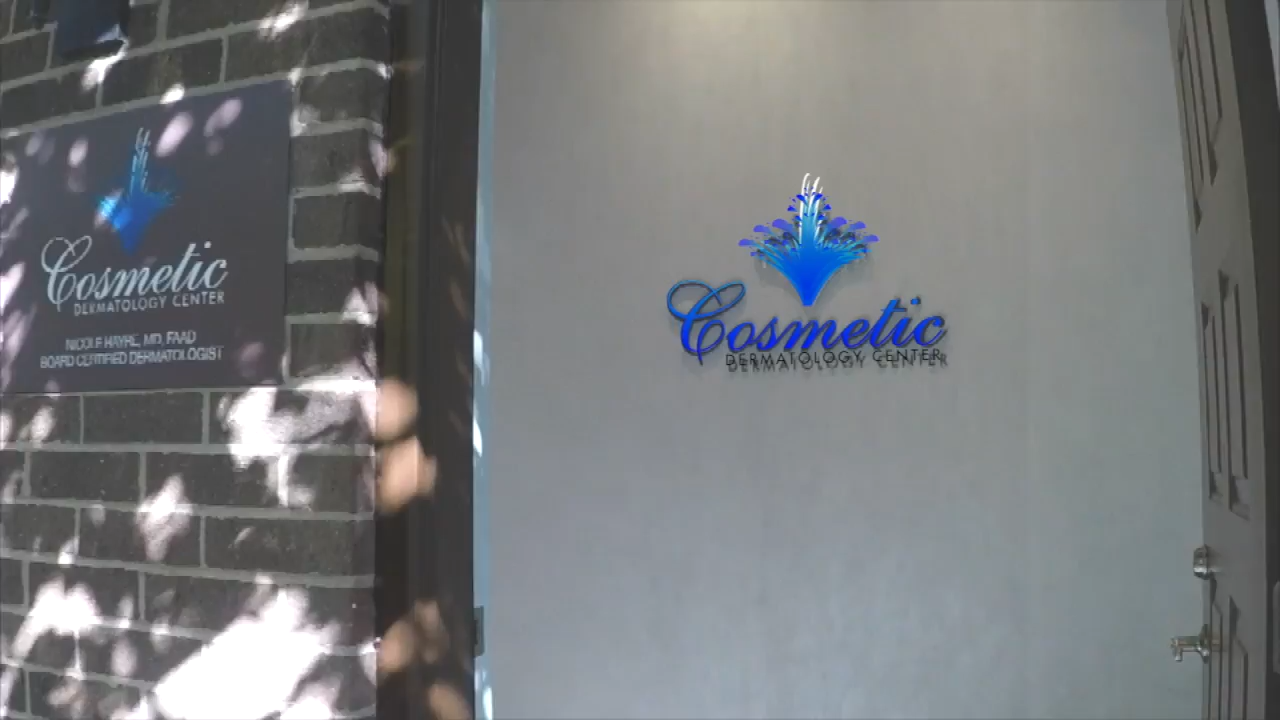 Cosmetic
DERMATOLOGY CENTER
NICOLE HAYRE, MD, FAAD
BOARD CERTIFIED DERMATOLOGIST
Cosmetic
DERMATOLOGY CENTER